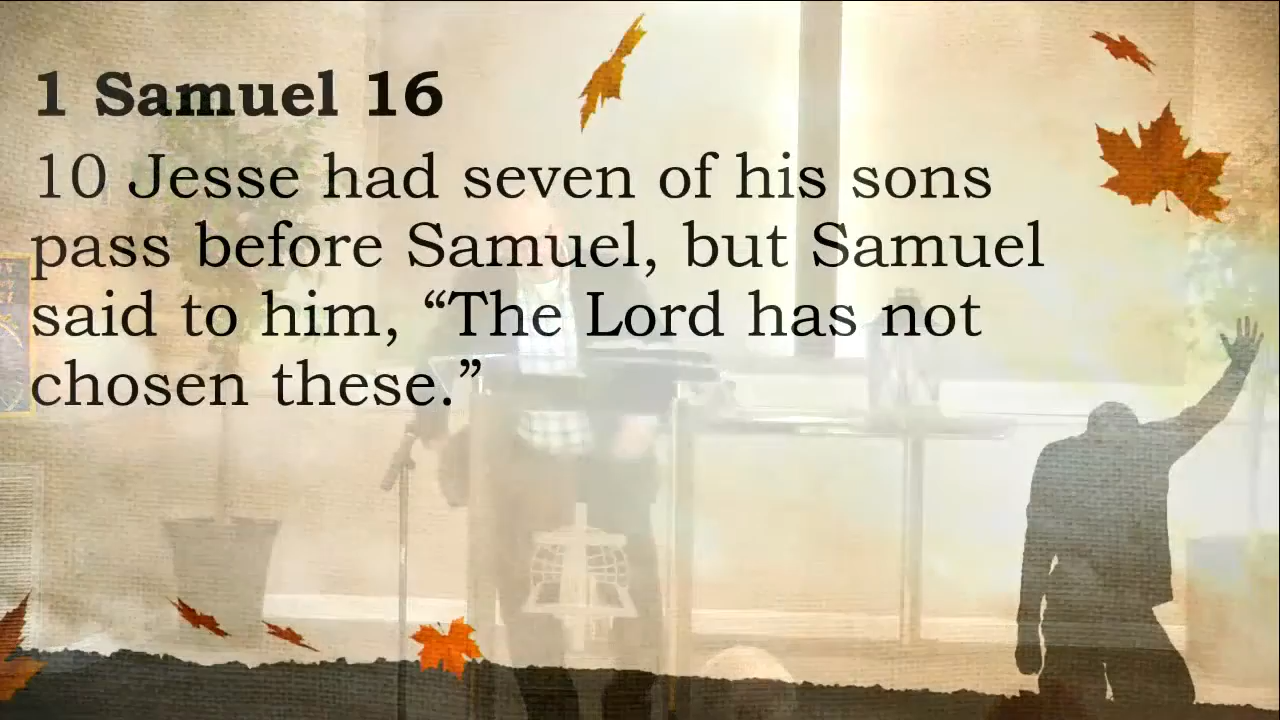 1 Samuel 16
10 Jesse had seven of his sons
pass before Samuel, but Samuel
said to him, “The Lord has not
chosen these.”